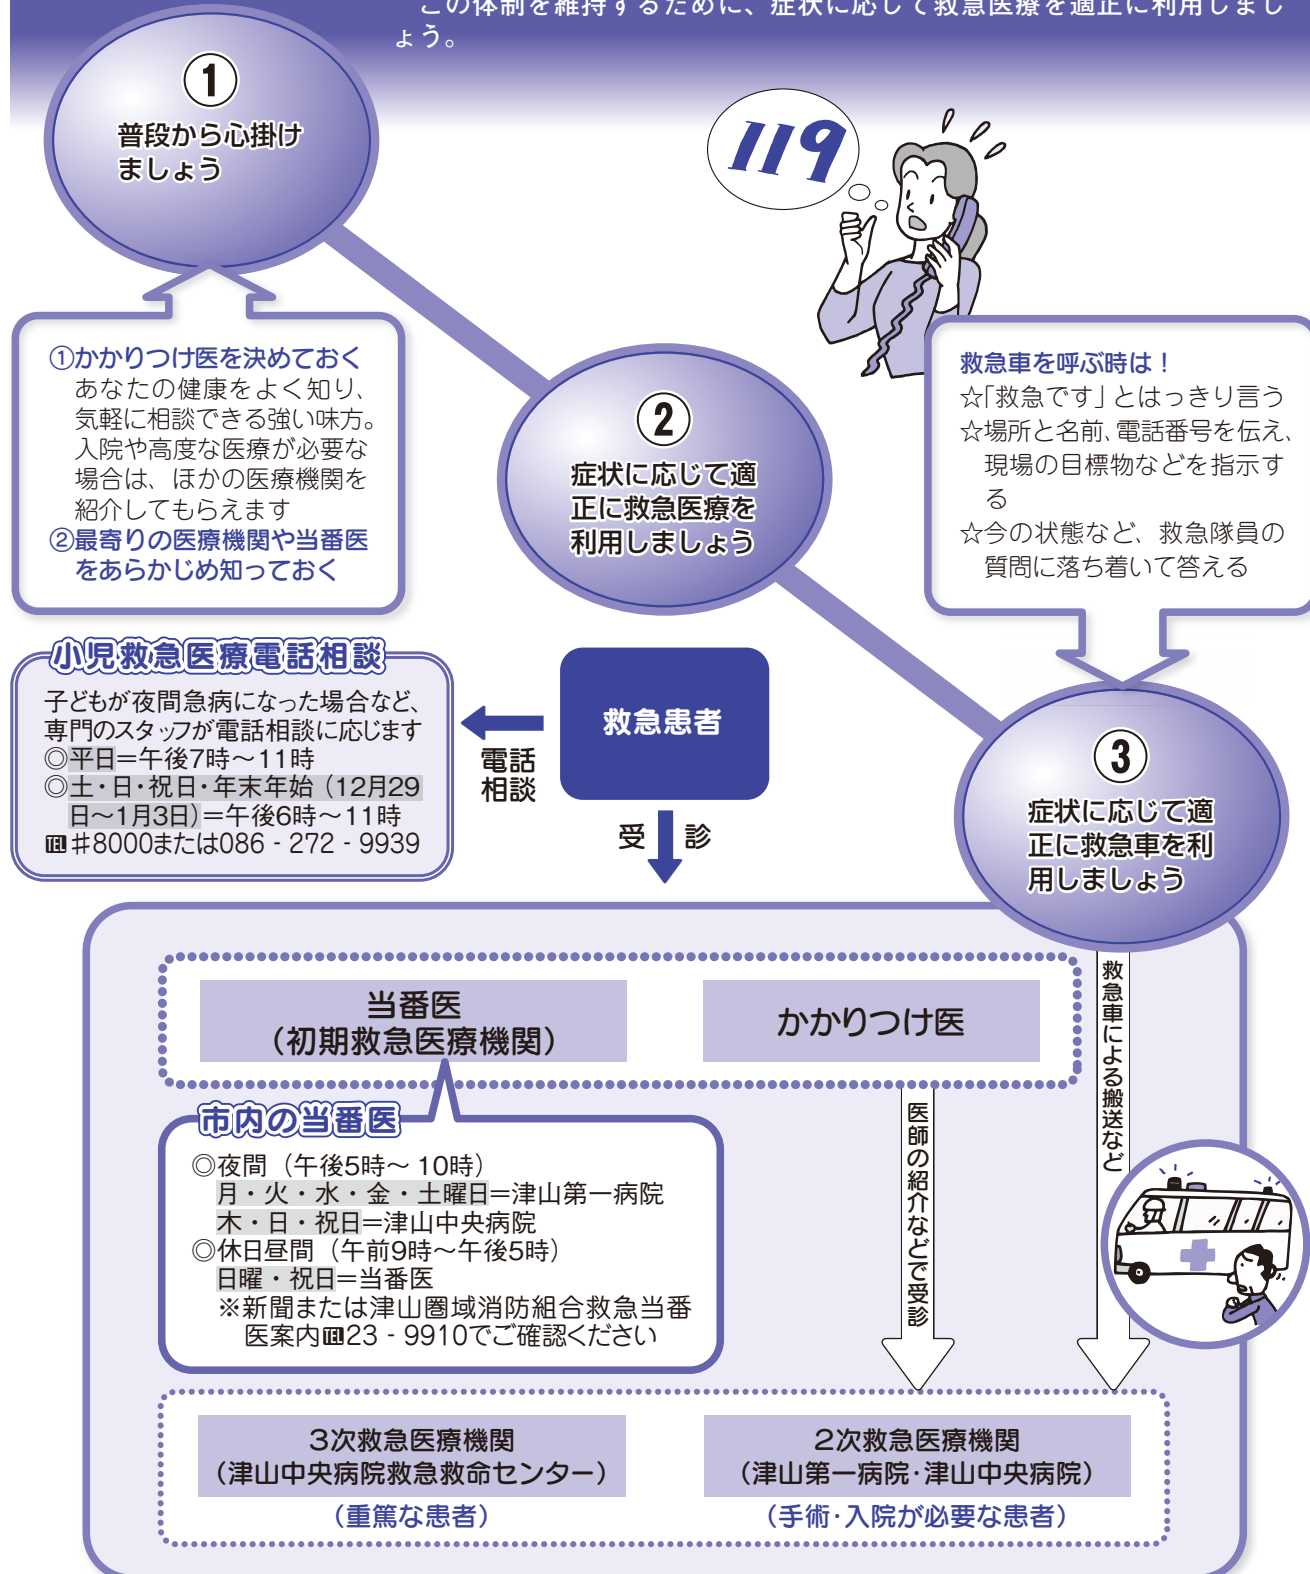 この体制を維持するために、症状に応じて救急医療を適正に利用しまし
ょう。
①
普段から心掛け
ましょう
119
①かかりつけ医を決めておく
あなたの健康をよく知り、
気軽に相談できる強い味方。
入院や高度な医療が必要な
場合は、ほかの医療機関を
紹介してもらえます
②最寄りの医療機関や当番医
をあらかじめ知っておく
②
症状に応じて適
正に救急医療を
利用しましょう
救急車を呼ぶ時は！
☆「救急です」とはっきり言う
☆場所と名前、電話番号を伝え、
現場の目標物などを指示す
る
☆今の状態など、救急隊員の
質問に落ち着いて答える
小児救急医療電話相談
子どもが夜間急病になった場合など、
専門のスタッフが電話相談に応じます
◎平日＝午後7時～11時
◎土・日・祝日・年末年始（12月29
日～1月3日）＝午後6時～11時
℡♯8000または086‐272‐9939
電話
相談
救急患者
受診
③
症状に応じて適
正に救急車を利
用しましょう
当番医
（初期救急医療機関）
かかりつけ医
救急車による搬送など
市内の当番医
◎夜間（午後5時～10時）
月・火・水・金・土曜日＝津山第一病院
木・日・祝日＝津山中央病院
◎休日昼間（午前9時～午後5時）
日曜・祝日＝当番医
※新聞または津山圏域消防組合救急当番
医案内℡23‐9910でご確認ください
医師の紹介などで受診
3次救急医療機関
（津山中央病院救急救命センター）
（重篤な患者）
2次救急医療機関
（津山第一病院・津山中央病院）
（手術・入院が必要な患者）